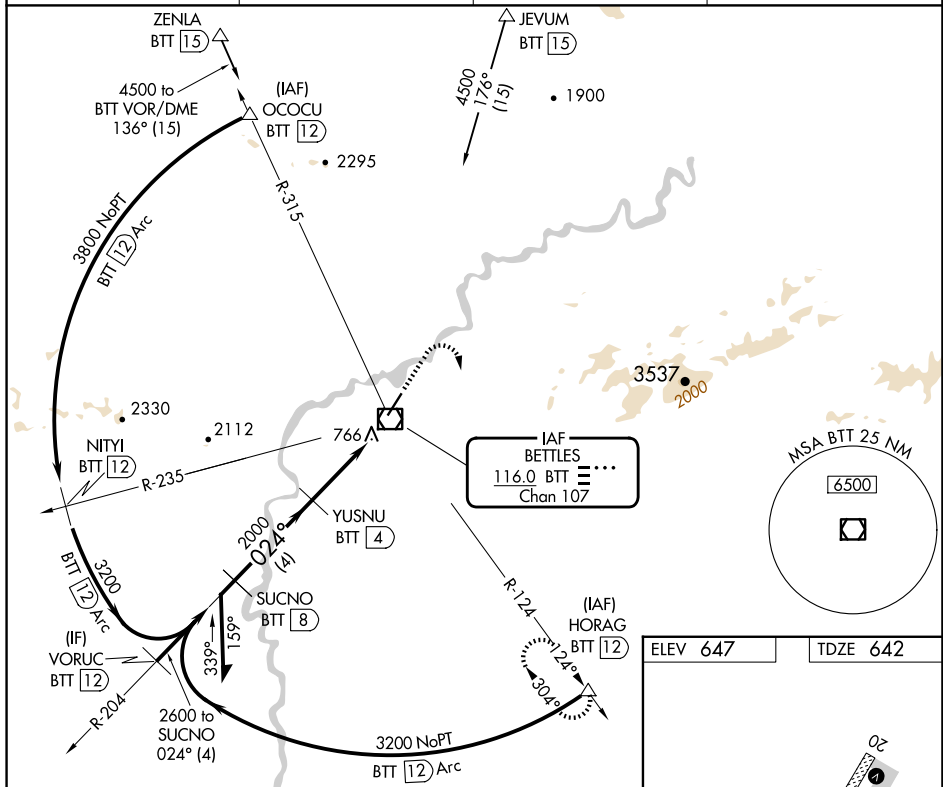 ZENLA
BTT 15
JEVUM
BTT 15
4500 to
BTT VOR/DME
136° (15)
(IAF)
OCOCU
BTT 12
4500
176°
(15)
1900
2295
R-315
3800 NoPT
BTT 12 Arc
3537
2000
2330
2112
766
NITYI
BTT 12
R-235
IAF
BETTLES
116.0 BTT
Chan 107
MSA BTT 25 NM
6500
YUSNU
BTT 4
2000
024°
(4)
3200
BTT 12 Arc
SUCNO
BTT 8
R-124
(IAF)
HORAG
BTT 12
(IF)
VORUC
BTT 12
339°
159°
124°
304°
R-204
2600 to
SUCNO
024° (4)
3200 NoPT
BTT 12 Arc
ELEV 647
TDZE 642
20
V